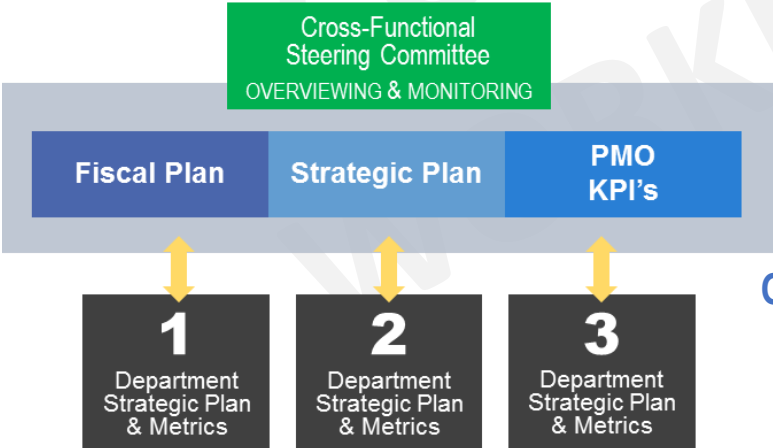 Cross-Functional
Steering Committee
OVERVIEWING & MONITORING
Fiscal Plan
Strategic Plan
PMO
KPI's
1
Department
Strategic Plan
& Metrics
2
Department
Strategic Plan
& Metrics
3
Department
Strategic Plan
& Metrics